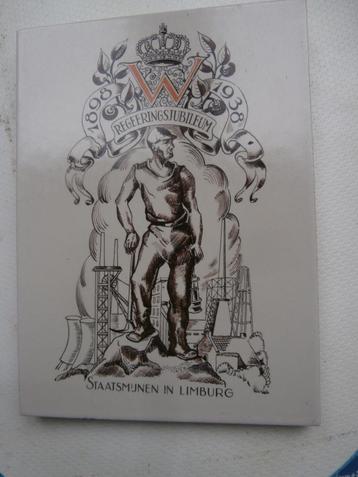 1898 W 1938
REGEERINGSJUBILEUM
STAATSMIJNEN IN LIMBURG